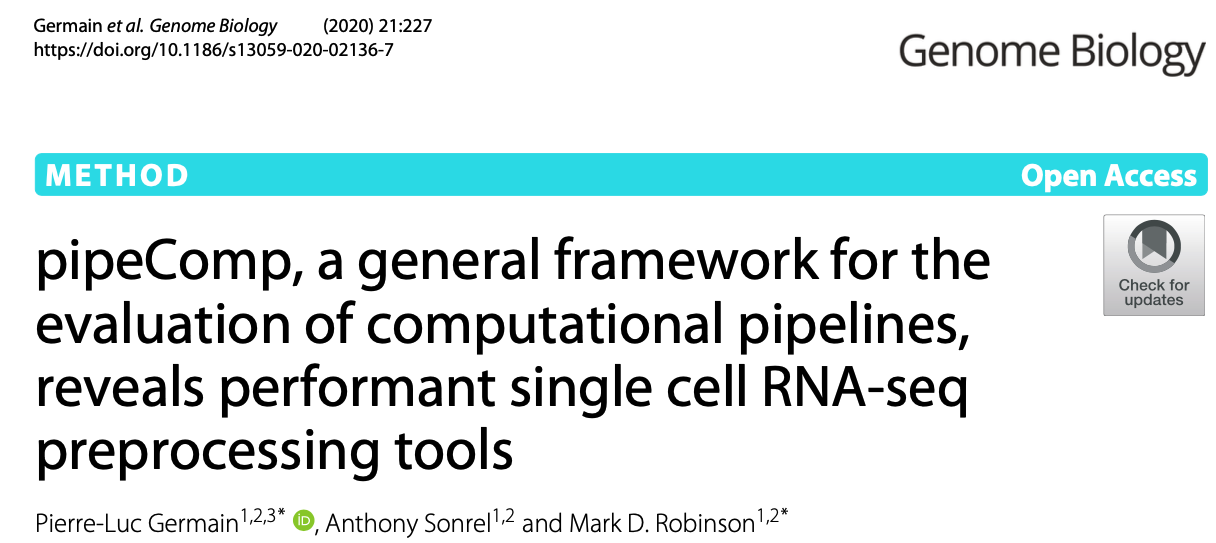 Germain et al. Genome Biology (2020) 21:227
https://doi.org/10.1186/s13059-020-02136-7
Genome Biology
METHOD Open Access
pipeComp, a general framework for the
evaluation of computational pipelines,
reveals performant single cell RNA-seq
preprocessing tools
Check for
updates
Pierre-Luc Germain1,2,3* iD, Anthony Sonrel1,2 and Mark D. Robinson1,2*